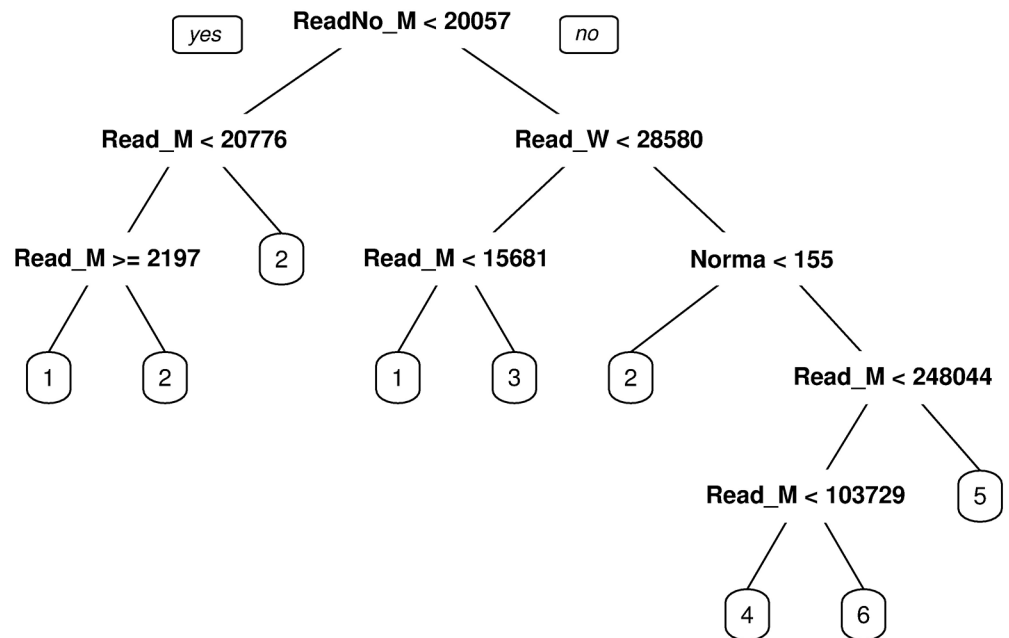 ReadNo_M < 20057
yes
no
Read_M < 20776
Read_W < 28580
Read_M >= 2197
2
Read_M < 15681
Norma < 155
1
2
1
3
2
Read_M < 248044
Read_M < 103729
5
4
6